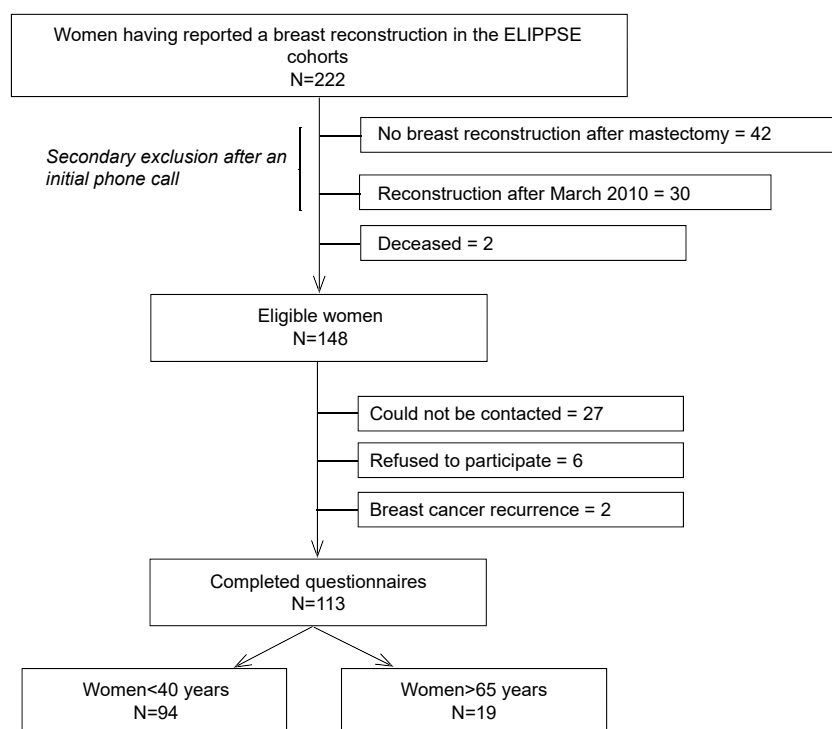 Women having reported a breast reconstruction in the ELIPPSE
cohorts
N=222
No breast reconstruction after mastectomy = 42
Secondary exclusion after an
initial phone call
Reconstruction after March 2010 = 30
Deceased = 2
Eligible women
N=148
Could not be contacted = 27
Refused to participate = 6
Breast cancer recurrence = 2
Completed questionnaires
N=113
Women<40 years
N=94
Women>65 years
N=19